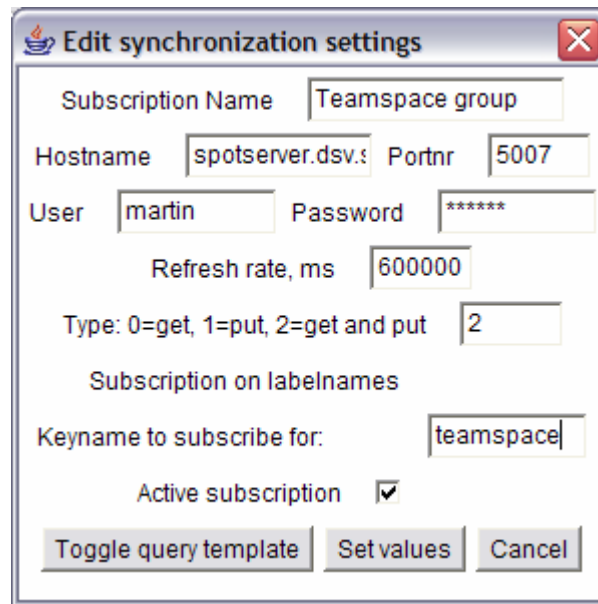 Edit synchronization settings
Subscription Name Teamspace group
Hostname spotserver.dsv.s Portnr 5007
User martin Password ******
Refresh rate, ms 600000
Type: 0=get, 1=put, 2=get and put 2
Subscription on labelnames
Keyname to subscribe for: teamspace
Active subscription
Toggle query template Set values Cancel